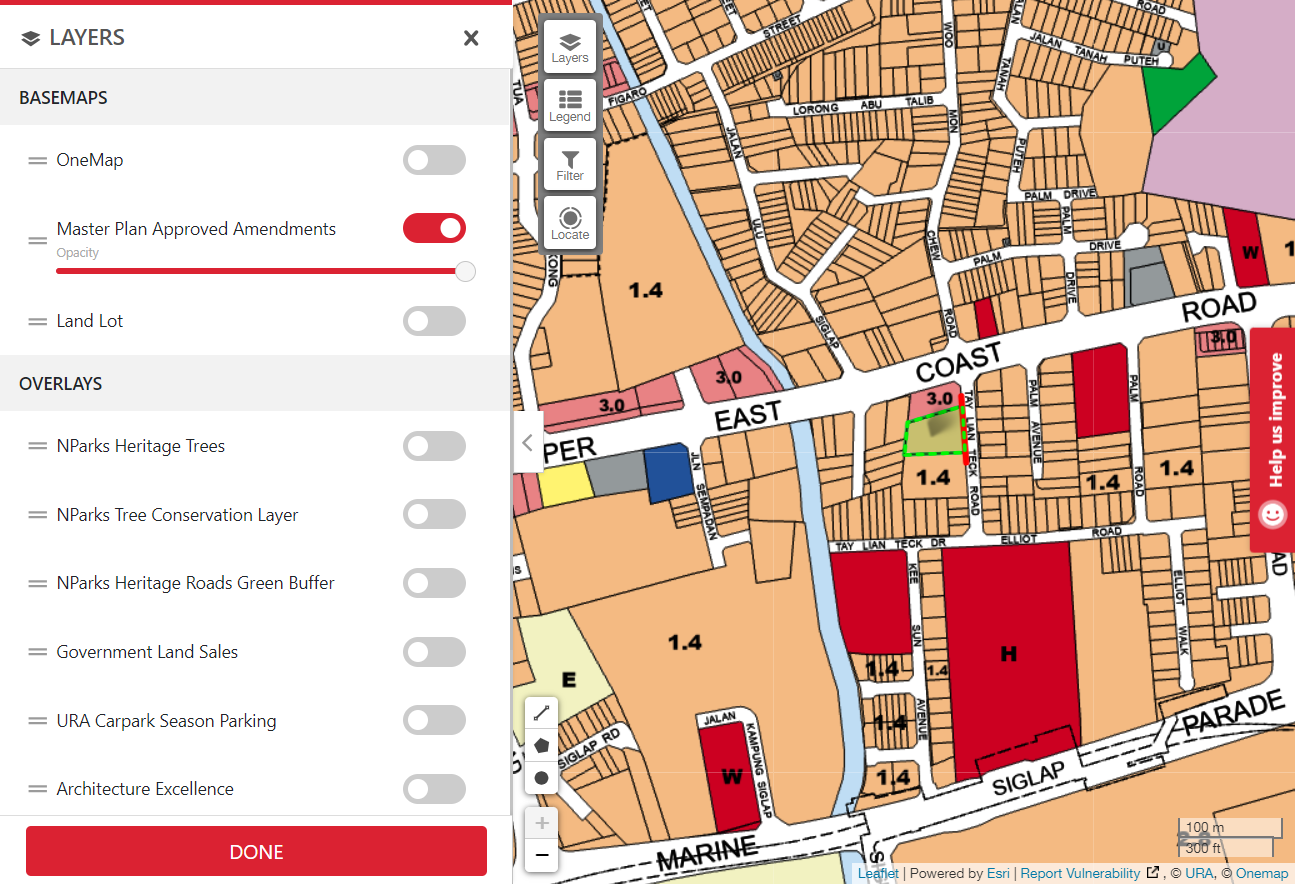 LAYERS
BASEMAPS
OneMap
Master Plan Approved Amendments
Opacity
Land Lot
OVERLAYS
NParks Heritage Trees
NParks Tree Conservation Layer
NParks Heritage Roads Green Buffer
Government Land Sales
URA Carpark Season Parking
Architecture Excellence
DONE
Layers
Legend
Filter
Locate
STREET
FIGARO
TUA
KONG
LORONG ABU TALIB
WOO
MON
CHEW
ROAD
JALAN
ULU
SIGLAP
JALAN TANAH PUTEH
ROAD
TANAH
PUTEH
U
PALM DRIVE
PALM
DRIVE
PALM DRIVE
W
1.4
3.0
3.0
PER EAST COAST ROAD
3.0
3.0
TAY LIAN TECK ROAD
PALM AVENUE
PALM ROAD
1.4
1.4
1.4
JLN SEMPADAN
TAY LIAN TECK DR
ELLIOT ROAD
KEE SUN AVENUE
ELLIOT WALK
AD
H
1.4
1.4
1.4
1.4
1.4
E
SIGLAP RD
JALAN KAMPUNG SIGLAP
W
MARINE
SIGLAP
PARADE
Help us improve
100 m
300 ft
Leaflet | Powered by Esri | Report Vulnerability , © URA, © Onemap